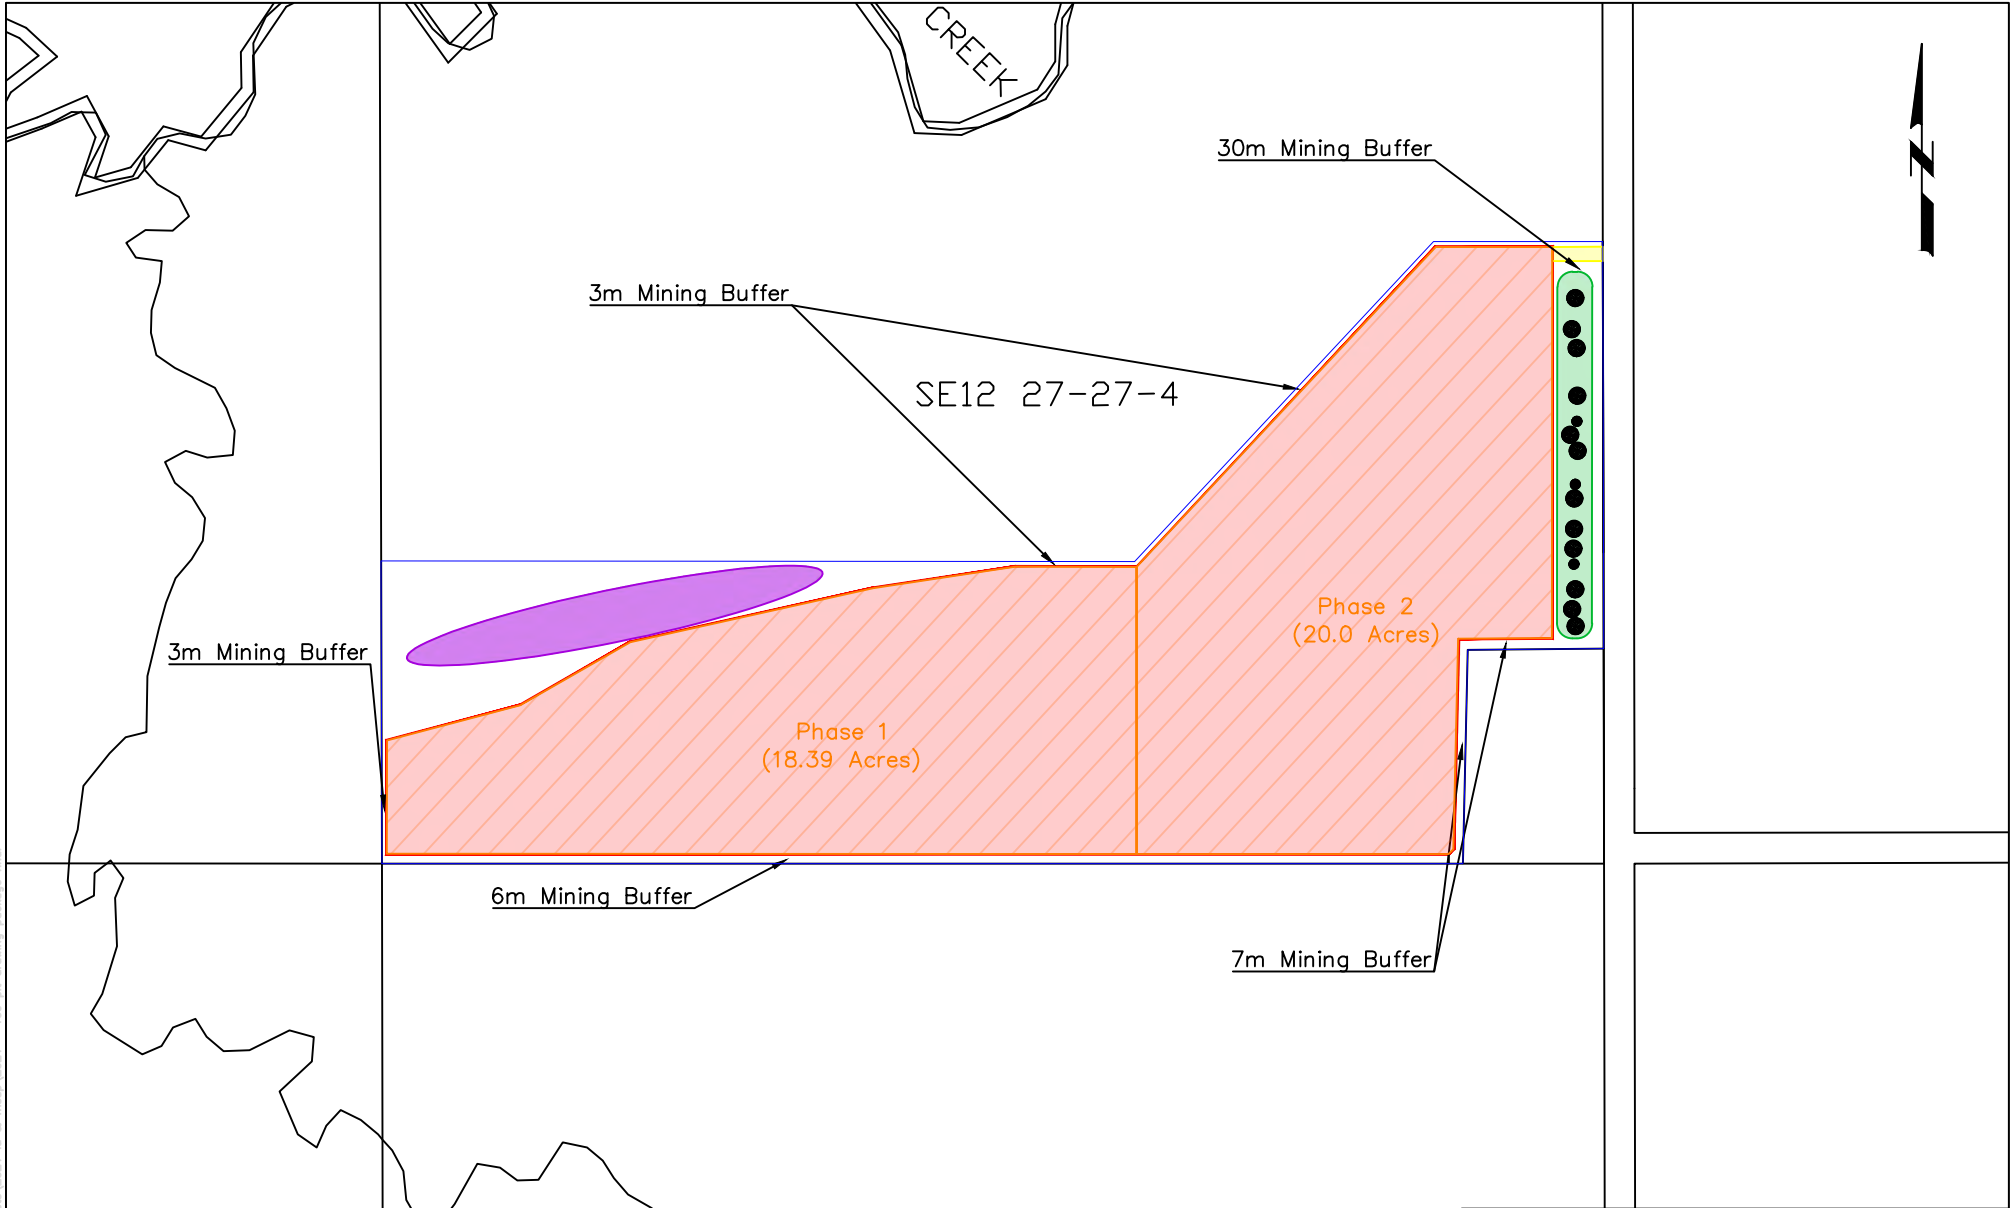 CREEK
30m Mining Buffer
3m Mining Buffer
SE12 27-27-4
Phase 2
(20.0 Acres)
3m Mining Buffer
Phase 1
(18.39 Acres)
6m Mining Buffer
7m Mining Buffer
N